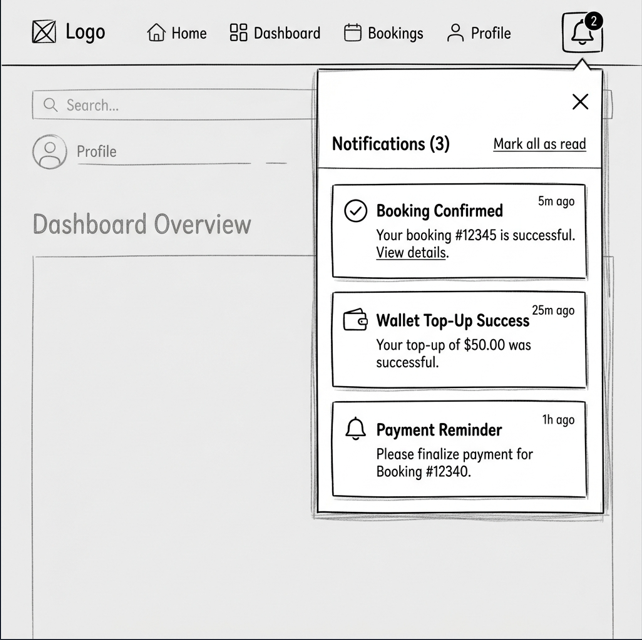 Logo
Home
Dashboard
Bookings
Profile
2
Search...
Profile
Dashboard Overview
Notifications (3)
Mark all as read
Booking Confirmed
5m ago
Your booking #12345 is successful.
View details.
Wallet Top-Up Success
25m ago
Your top-up of $50.00 was
successful.
Payment Reminder
1h ago
Please finalize payment for
Booking #12340.